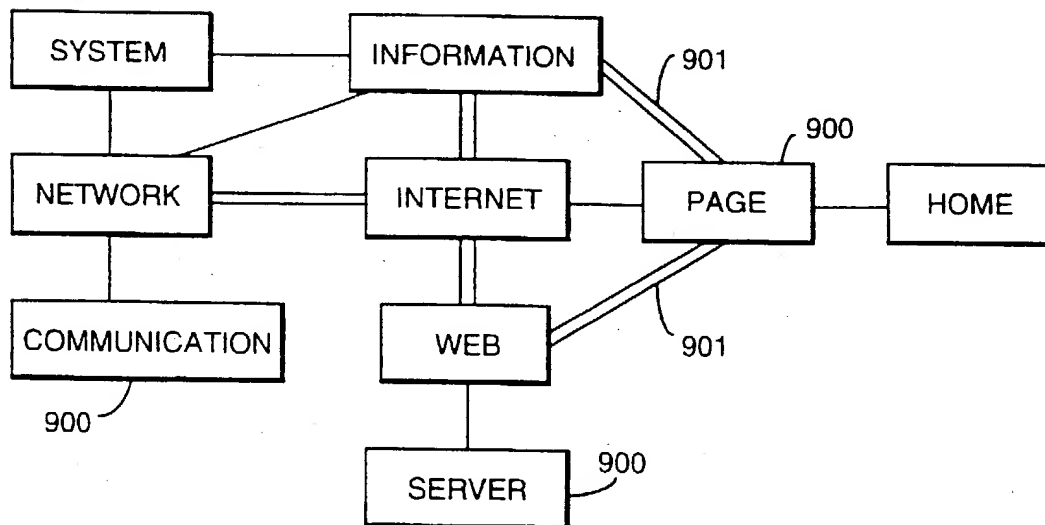 SYSTEM
INFORMATION
901
900
NETWORK
INTERNET
PAGE
HOME
COMMUNICATION
WEB
901
900
SERVER
900